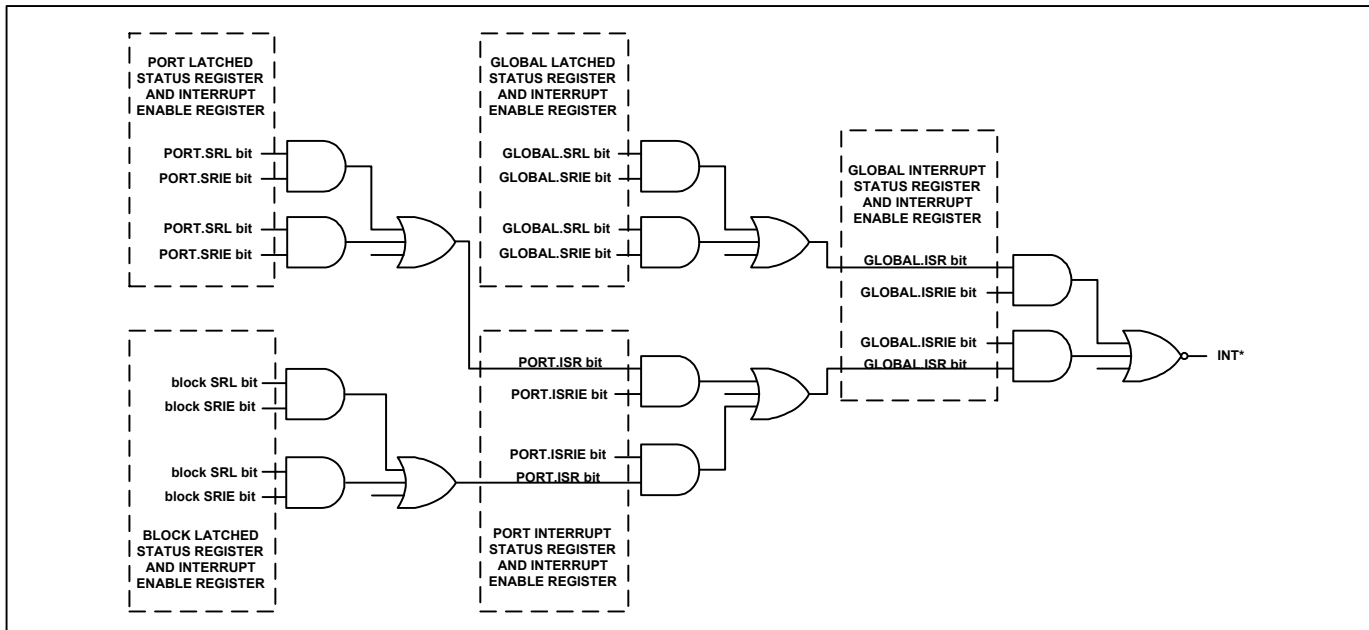 PORT LATCHED
STATUS REGISTER
AND INTERRUPT
ENABLE REGISTER
PORT.SRL bit
PORT.SRIE bit
PORT.SRL bit
PORT.SRIE bit
block SRL bit
block SRIE bit
block SRL bit
block SRIE bit
BLOCK LATCHED
STATUS REGISTER
AND INTERRUPT
ENABLE REGISTER
GLOBAL LATCHED
STATUS REGISTER
AND INTERRUPT
ENABLE REGISTER
GLOBAL.SRL bit
GLOBAL.SRIE bit
GLOBAL.SRL bit
GLOBAL.SRIE bit
PORT.ISR bit
PORT.ISRIE bit
PORT.ISRIE bit
PORT.ISR bit
PORT INTERRUPT
STATUS REGISTER
AND INTERRUPT
ENABLE REGISTER
GLOBAL INTERRUPT
STATUS REGISTER
AND INTERRUPT
ENABLE REGISTER
GLOBAL.ISR bit
GLOBAL.ISRIE bit
GLOBAL.ISRIE bit
GLOBAL.ISR bit
INT*